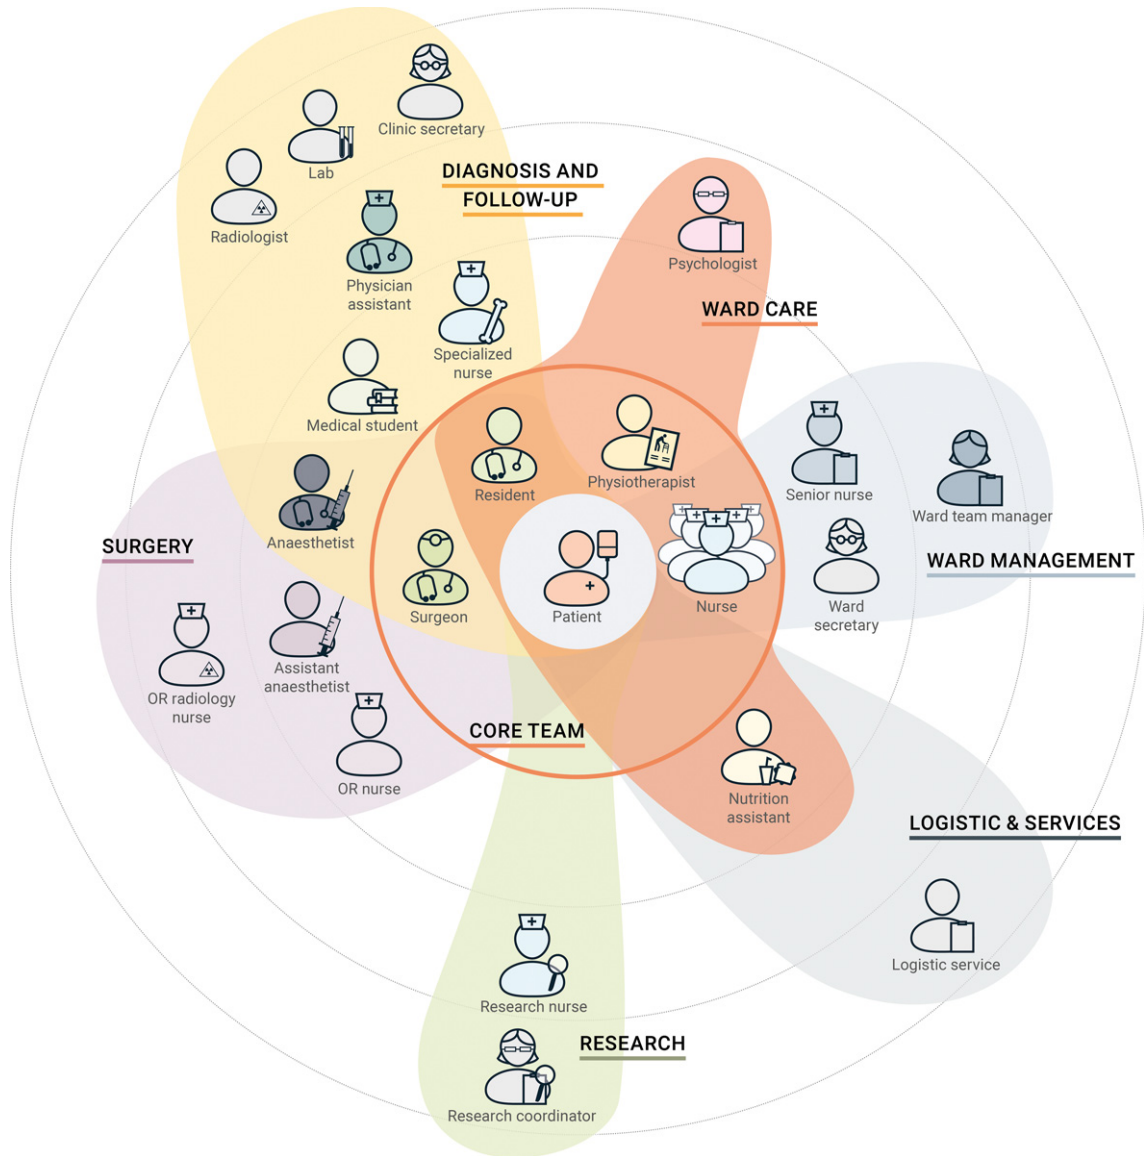 Clinic secretary
Lab
Radiologist
DIAGNOSIS AND
FOLLOW-UP
Physician
assistant
Specialized
nurse
Medical student
Psychologist
WARD CARE
Resident
Physiotherapist
Senior nurse
Ward team manager
Anaesthetist
SURGERY
WARD MANAGEMENT
Surgeon
Patient
Nurse
Ward
secretary
Assistant
anaesthetist
OR radiology
nurse
OR nurse
CORE TEAM
Nutrition
assistant
LOGISTIC & SERVICES
Logistic service
Research nurse
RESEARCH
Research coordinator